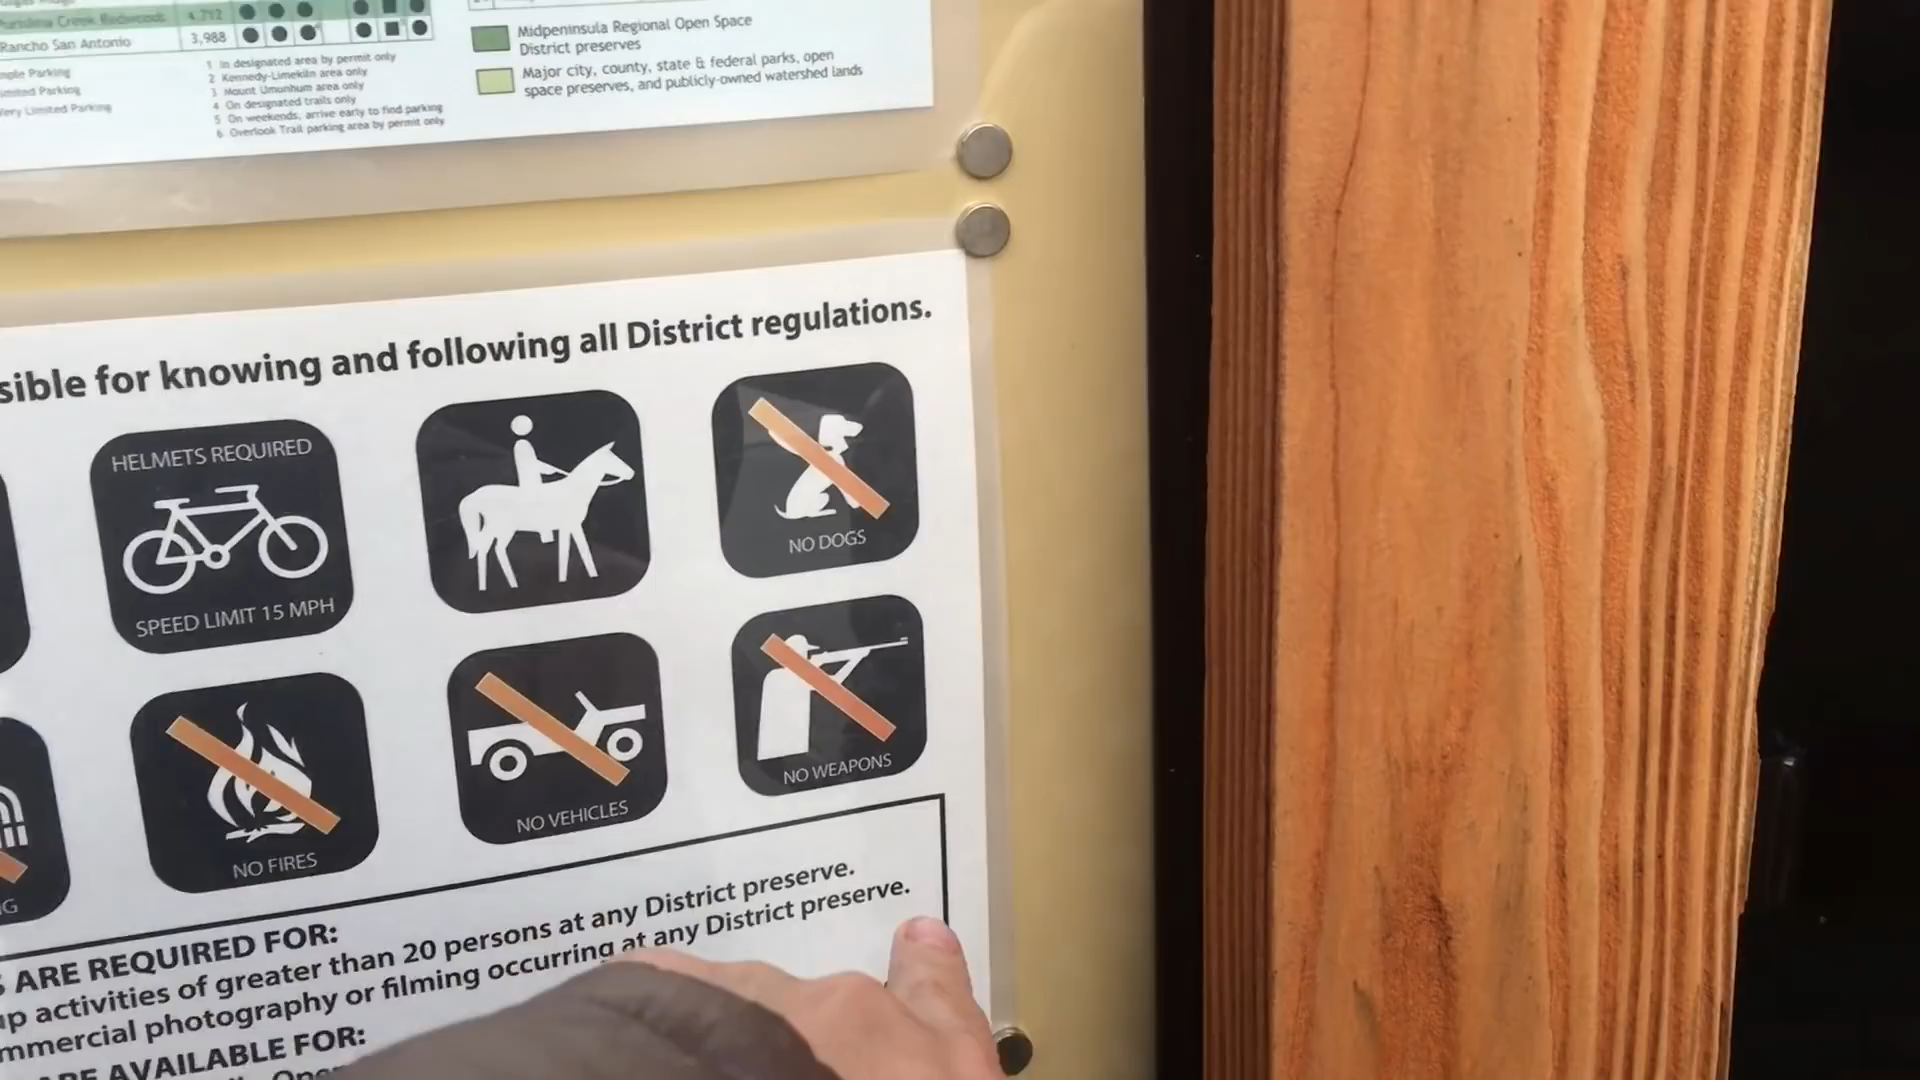 Purisima Creek Redwoods 4,712
Rancho San Antonio 3,988
Limited Parking
Very Limited Parking
1 In designated area by permit only
2 Kennedy-Limekiln area only
3 Mount Umunhum area only
4 On designated trails only
5 On weekends, arrive early to find parking
6 Overlook Trail parking area by permit only
Midpeninsula Regional Open Space
District preserves
Major city, county, state & federal parks, open
space preserves, and publicly-owned watershed lands
sible for knowing and following all District regulations.
HELMETS REQUIRED
SPEED LIMIT 15 MPH
NO DOGS
G
NO FIRES
NO VEHICLES
NO WEAPONS
S ARE REQUIRED FOR:
up activities of greater than 20 persons at any District preserve.
mmercial photography or filming occurring at any District preserve.
ARE AVAILABLE FOR: